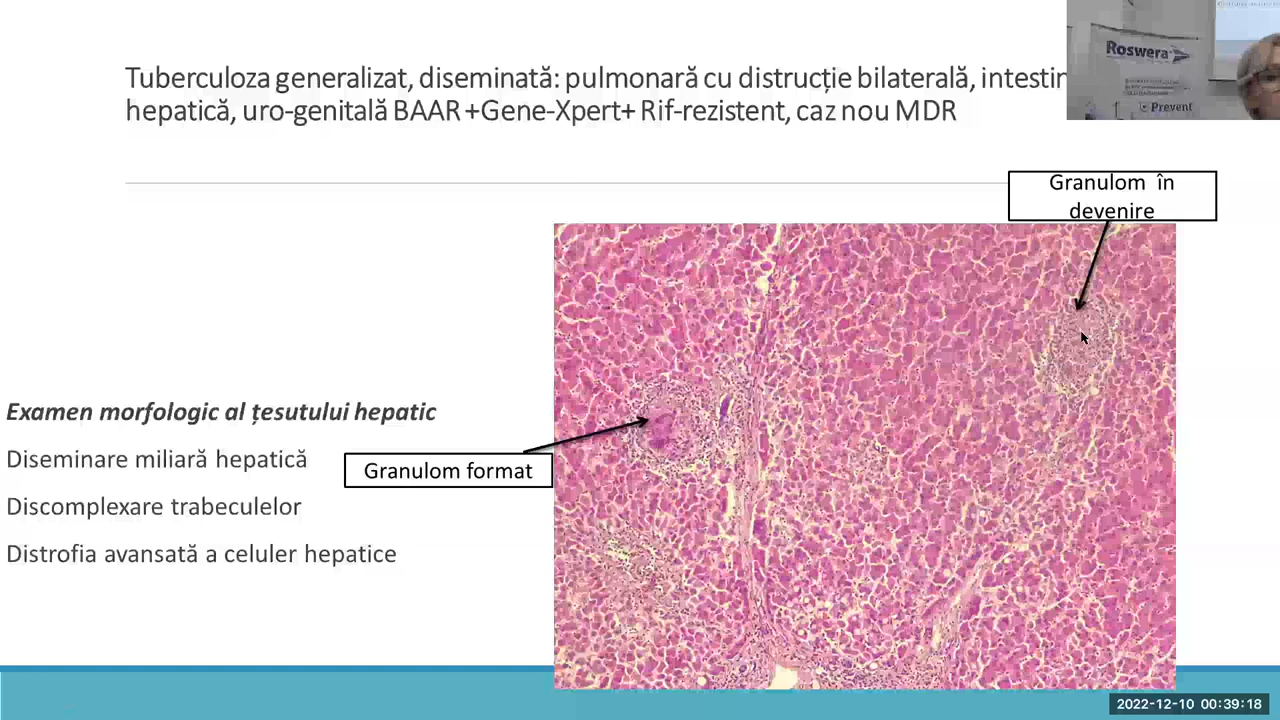 Tuberculoza generalizat, diseminată: pulmonară cu distrucție bilaterală,
hepatică, uro-genitală BAAR +Gene-Xpert+ Rif-rezistent, caz nou MDR
Roswera
Prevent
Granulom în
devenire
Examen morfologic al țesutului hepatic
Diseminare miliară hepatică
Granulom format
Discomplexare trabeculelor
Distrofia avansată a celuler hepatice
2022-12-10 00:39:18